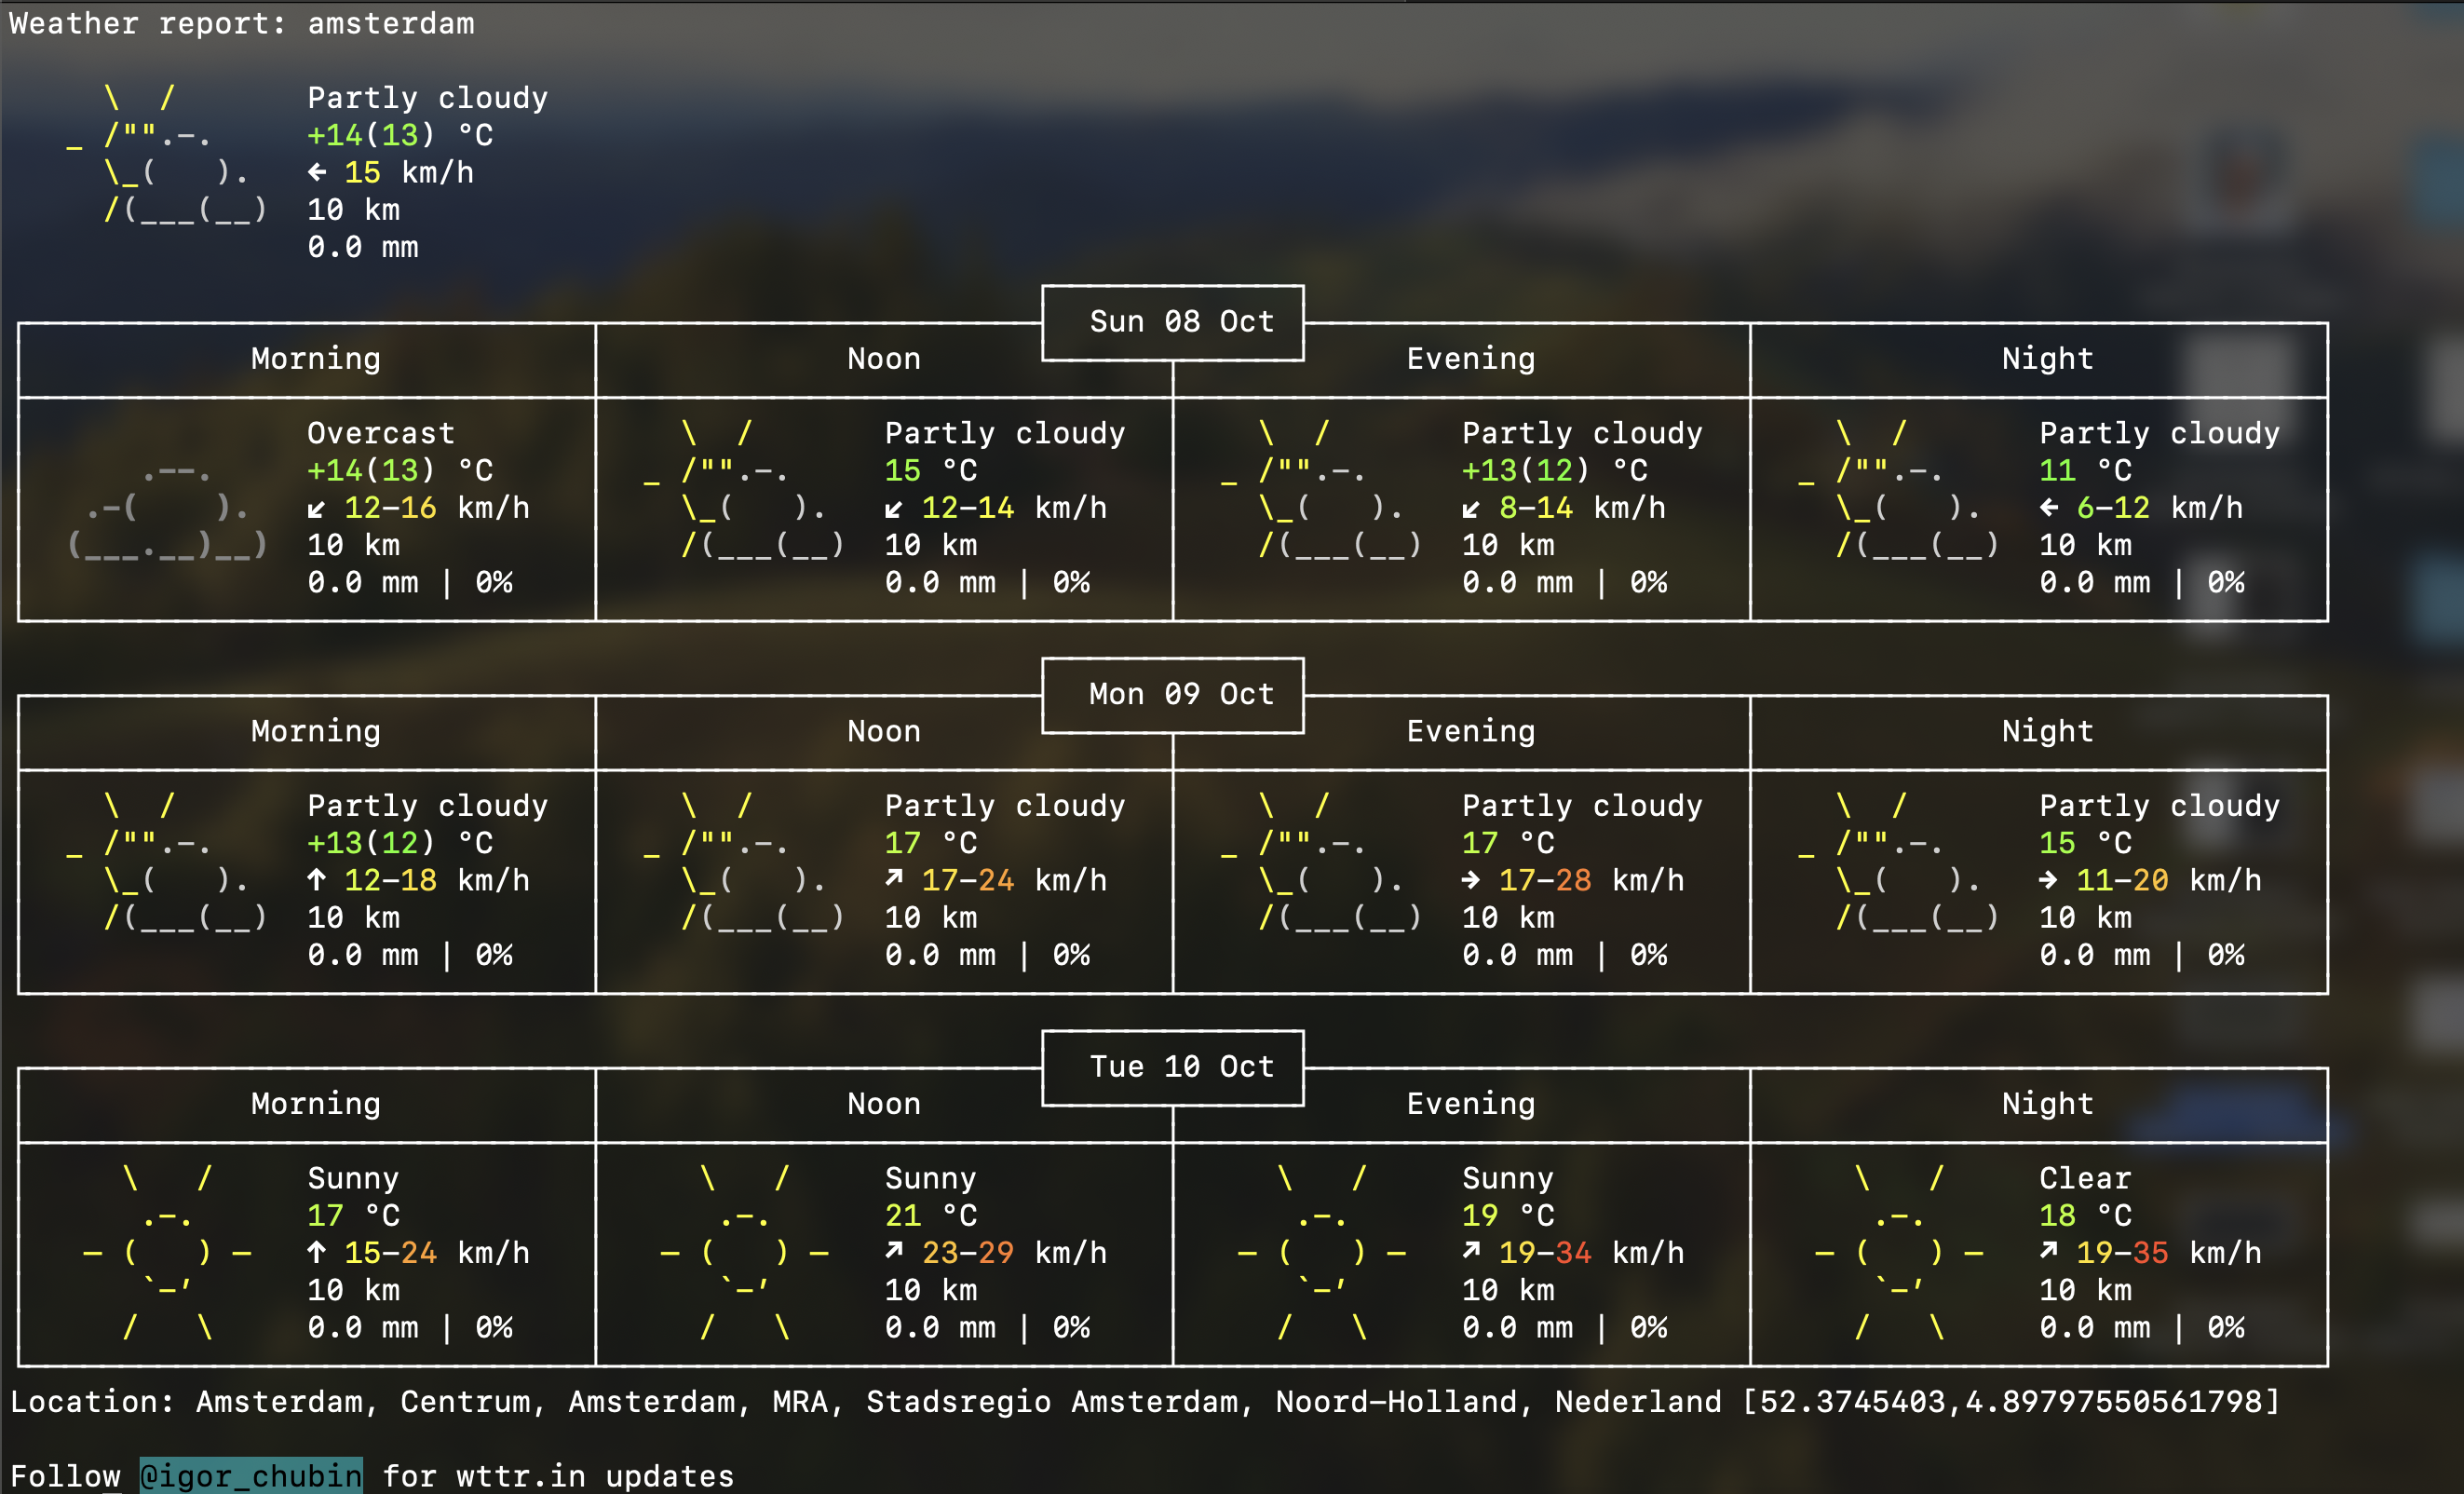 Weather report: amsterdam
Partly cloudy
+14(13) °C
← 15 km/h
10 km
0.0 mm
Sun 08 Oct
Morning Noon Evening Night
Overcast Partly cloudy Partly cloudy Partly cloudy
+14(13) °C 15 °C +13(12) °C 11 °C
↙ 12-16 km/h ↙ 12-14 km/h ↙ 8-14 km/h ← 6-12 km/h
10 km 10 km 10 km 10 km
0.0 mm | 0% 0.0 mm | 0% 0.0 mm | 0% 0.0 mm | 0%
Mon 09 Oct
Morning Noon Evening Night
Partly cloudy Partly cloudy Partly cloudy Partly cloudy
+13(12) °C 17 °C 17 °C 15 °C
↑ 12-18 km/h ↗ 17-24 km/h → 17-28 km/h → 11-20 km/h
10 km 10 km 10 km 10 km
0.0 mm | 0% 0.0 mm | 0% 0.0 mm | 0% 0.0 mm | 0%
Tue 10 Oct
Morning Noon Evening Night
Sunny Sunny Sunny Clear
17 °C 21 °C 19 °C 18 °C
↑ 15-24 km/h ↗ 23-29 km/h ↗ 19-34 km/h ↗ 19-35 km/h
10 km 10 km 10 km 10 km
0.0 mm | 0% 0.0 mm | 0% 0.0 mm | 0% 0.0 mm | 0%
Location: Amsterdam, Centrum, Amsterdam, MRA, Stadsregio Amsterdam, Noord-Holland, Nederland [52.3745403,4.89797550561798]
Follow @igor_chubin for wttr.in updates